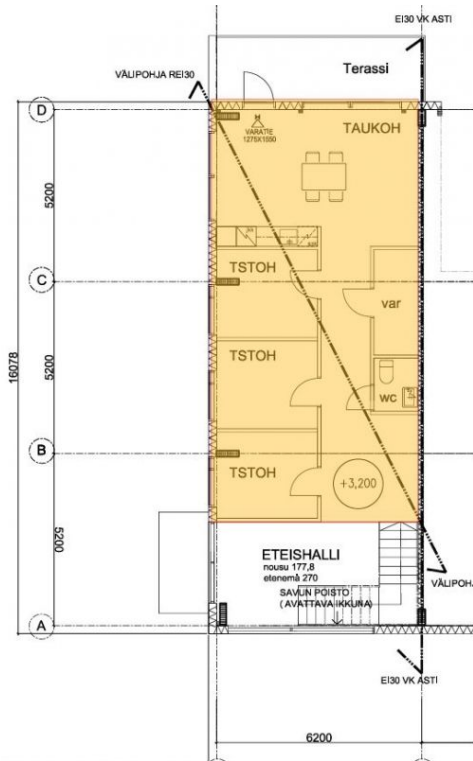 EI30 VK ASTI
Terassi
VÄLIPOHJA REI30
D
H
VARATIE
1275X1550
TAUKOH
5200
C
TSTOH
var
16078
5200
TSTOH
wc
B
TSTOH
+3,200
5200
ETEISHALLI
nousu 177,8
etenemä 270
VÄLIPOHJ
SAVUN POISTO
( AVATTAVA IKKUNA)
A
EI30 VK ASTI
6200